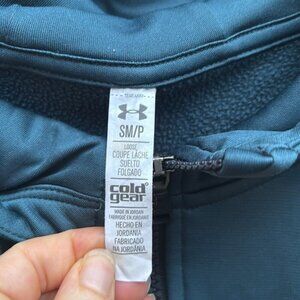 SM/P
LOOSE
COUPE LÂCHE
SUELTO
FOLGADO
cold
gear
MADE IN JORDAN
FABRIQUÉ EN JORDANIE
HECHO EN
JORDANIA
FABRICADO
NA JORDÂNIA